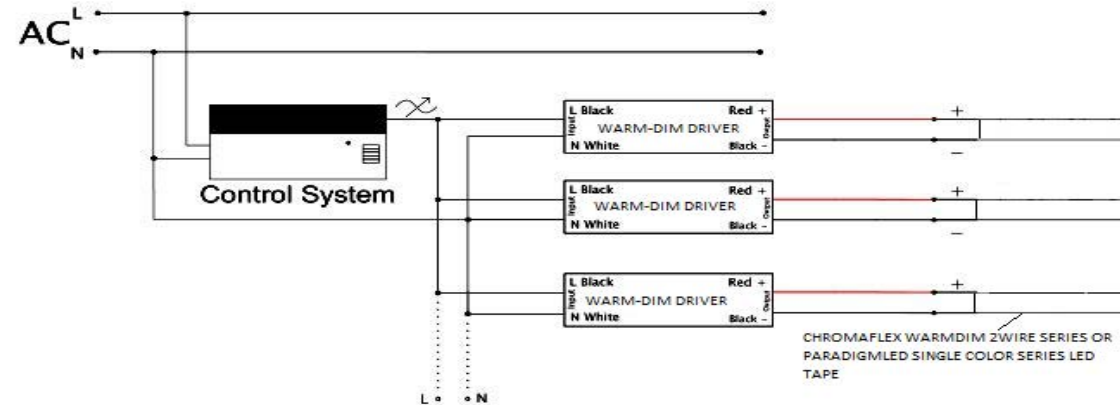 L
AC
N
Control System
L Black Red +
Input WARM-DIM DRIVER Output
N White Black -
+
-
L Black Red +
Input WARM-DIM DRIVER Output
N White Black -
+
-
L Black Red +
Input WARM-DIM DRIVER Output
N White Black -
+
CHROMAFLEX WARMDIM 2WIRE SERIES OR
PARADIGMLED SINGLE COLOR SERIES LED
TAPE
L N